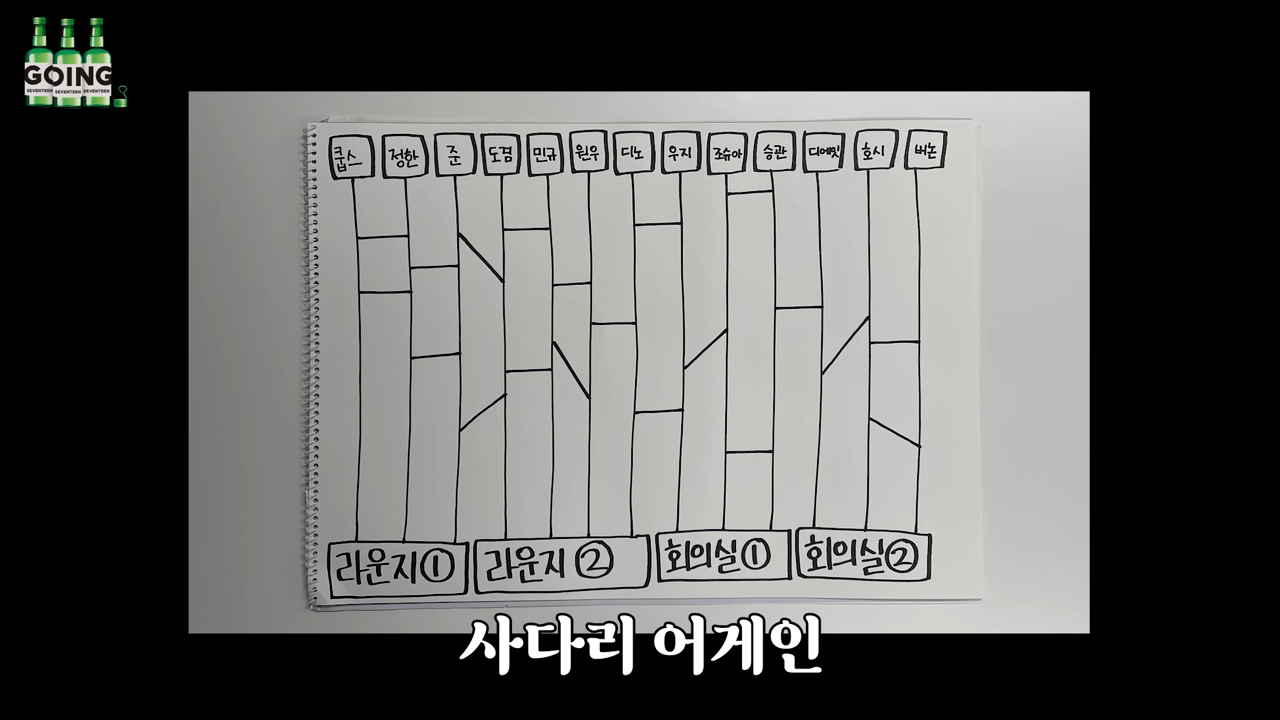 GOING
SEVENTEEN SEVENTEEN SEVENTEEN
쿱스 정한 준 도겸 민규 원우 디노 우지 조슈아 승관 디에잇 호시 버논
라운지① 라운지② 회의실① 회의실②
사다리 어게인